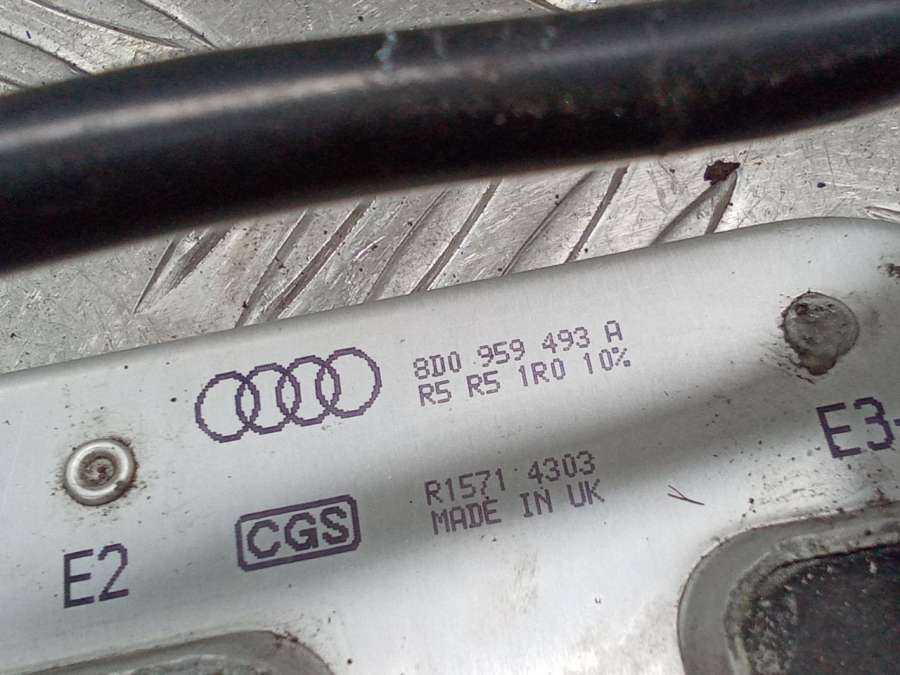 8D0 959 493 A
R5 R5 1R0 10%
E3-
R1571 4303
MADE IN UK
CGS
E2